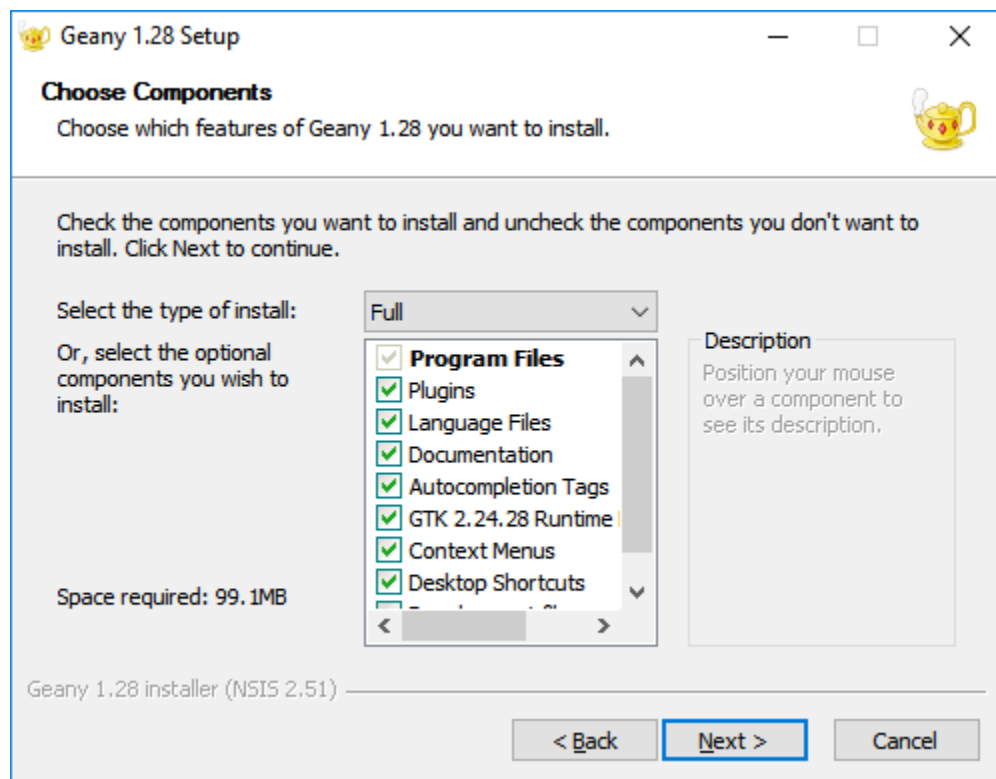 Geany 1.28 Setup
Choose Components
Choose which features of Geany 1.28 you want to install.
Check the components you want to install and uncheck the components you don't want to
install. Click Next to continue.
Select the type of install:
Full
Or, select the optional
components you wish to
install:
Program Files
Plugins
Language Files
Documentation
Autocompletion Tags
GTK 2.24.28 Runtime
Context Menus
Desktop Shortcuts
Description
Position your mouse
over a component to
see its description.
Space required: 99.1MB
Geany 1.28 installer (NSIS 2.51)
< Back
Next >
Cancel